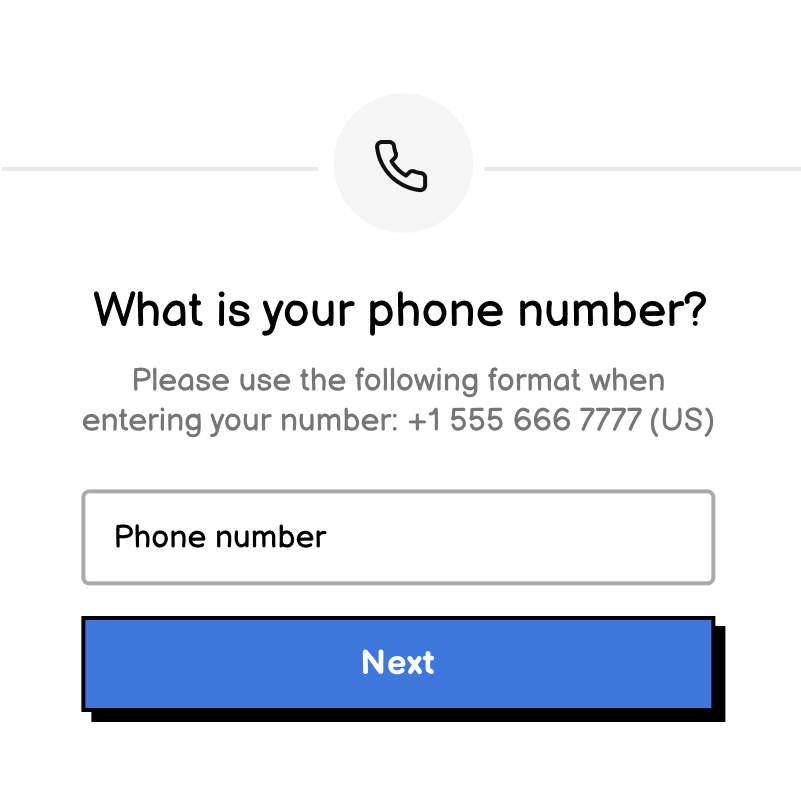 What is your phone number?
Please use the following format when
entering your number: +1 555 666 7777 (US)
Phone number
Next